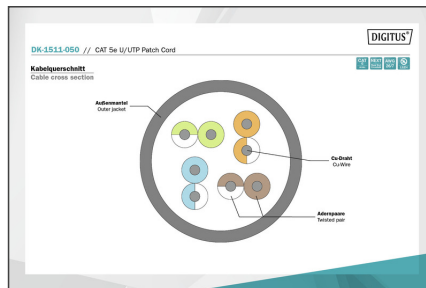 DIGITUS®
DK-1511-050 // CAT 5e U/UTP Patch Cord
Kabelquerschnitt
Cable cross section
Außenmantel
Outer jacket
Cu-Draht
Cu-Wire
Adernpaare
Twisted pair